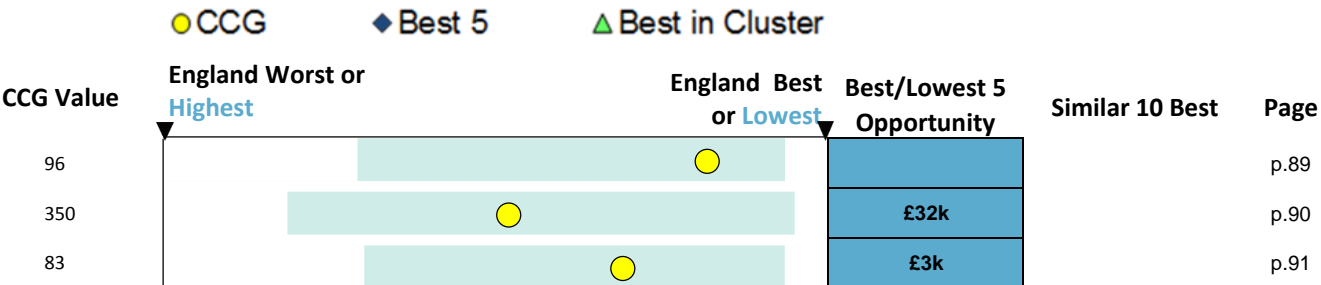 CCG Best 5 Best in Cluster
CCG Value
England Worst or
Highest
England Best
or Lowest
Best/Lowest 5
Opportunity
Similar 10 Best
Page
96 p.89
350 £32k p.90
83 £3k p.91